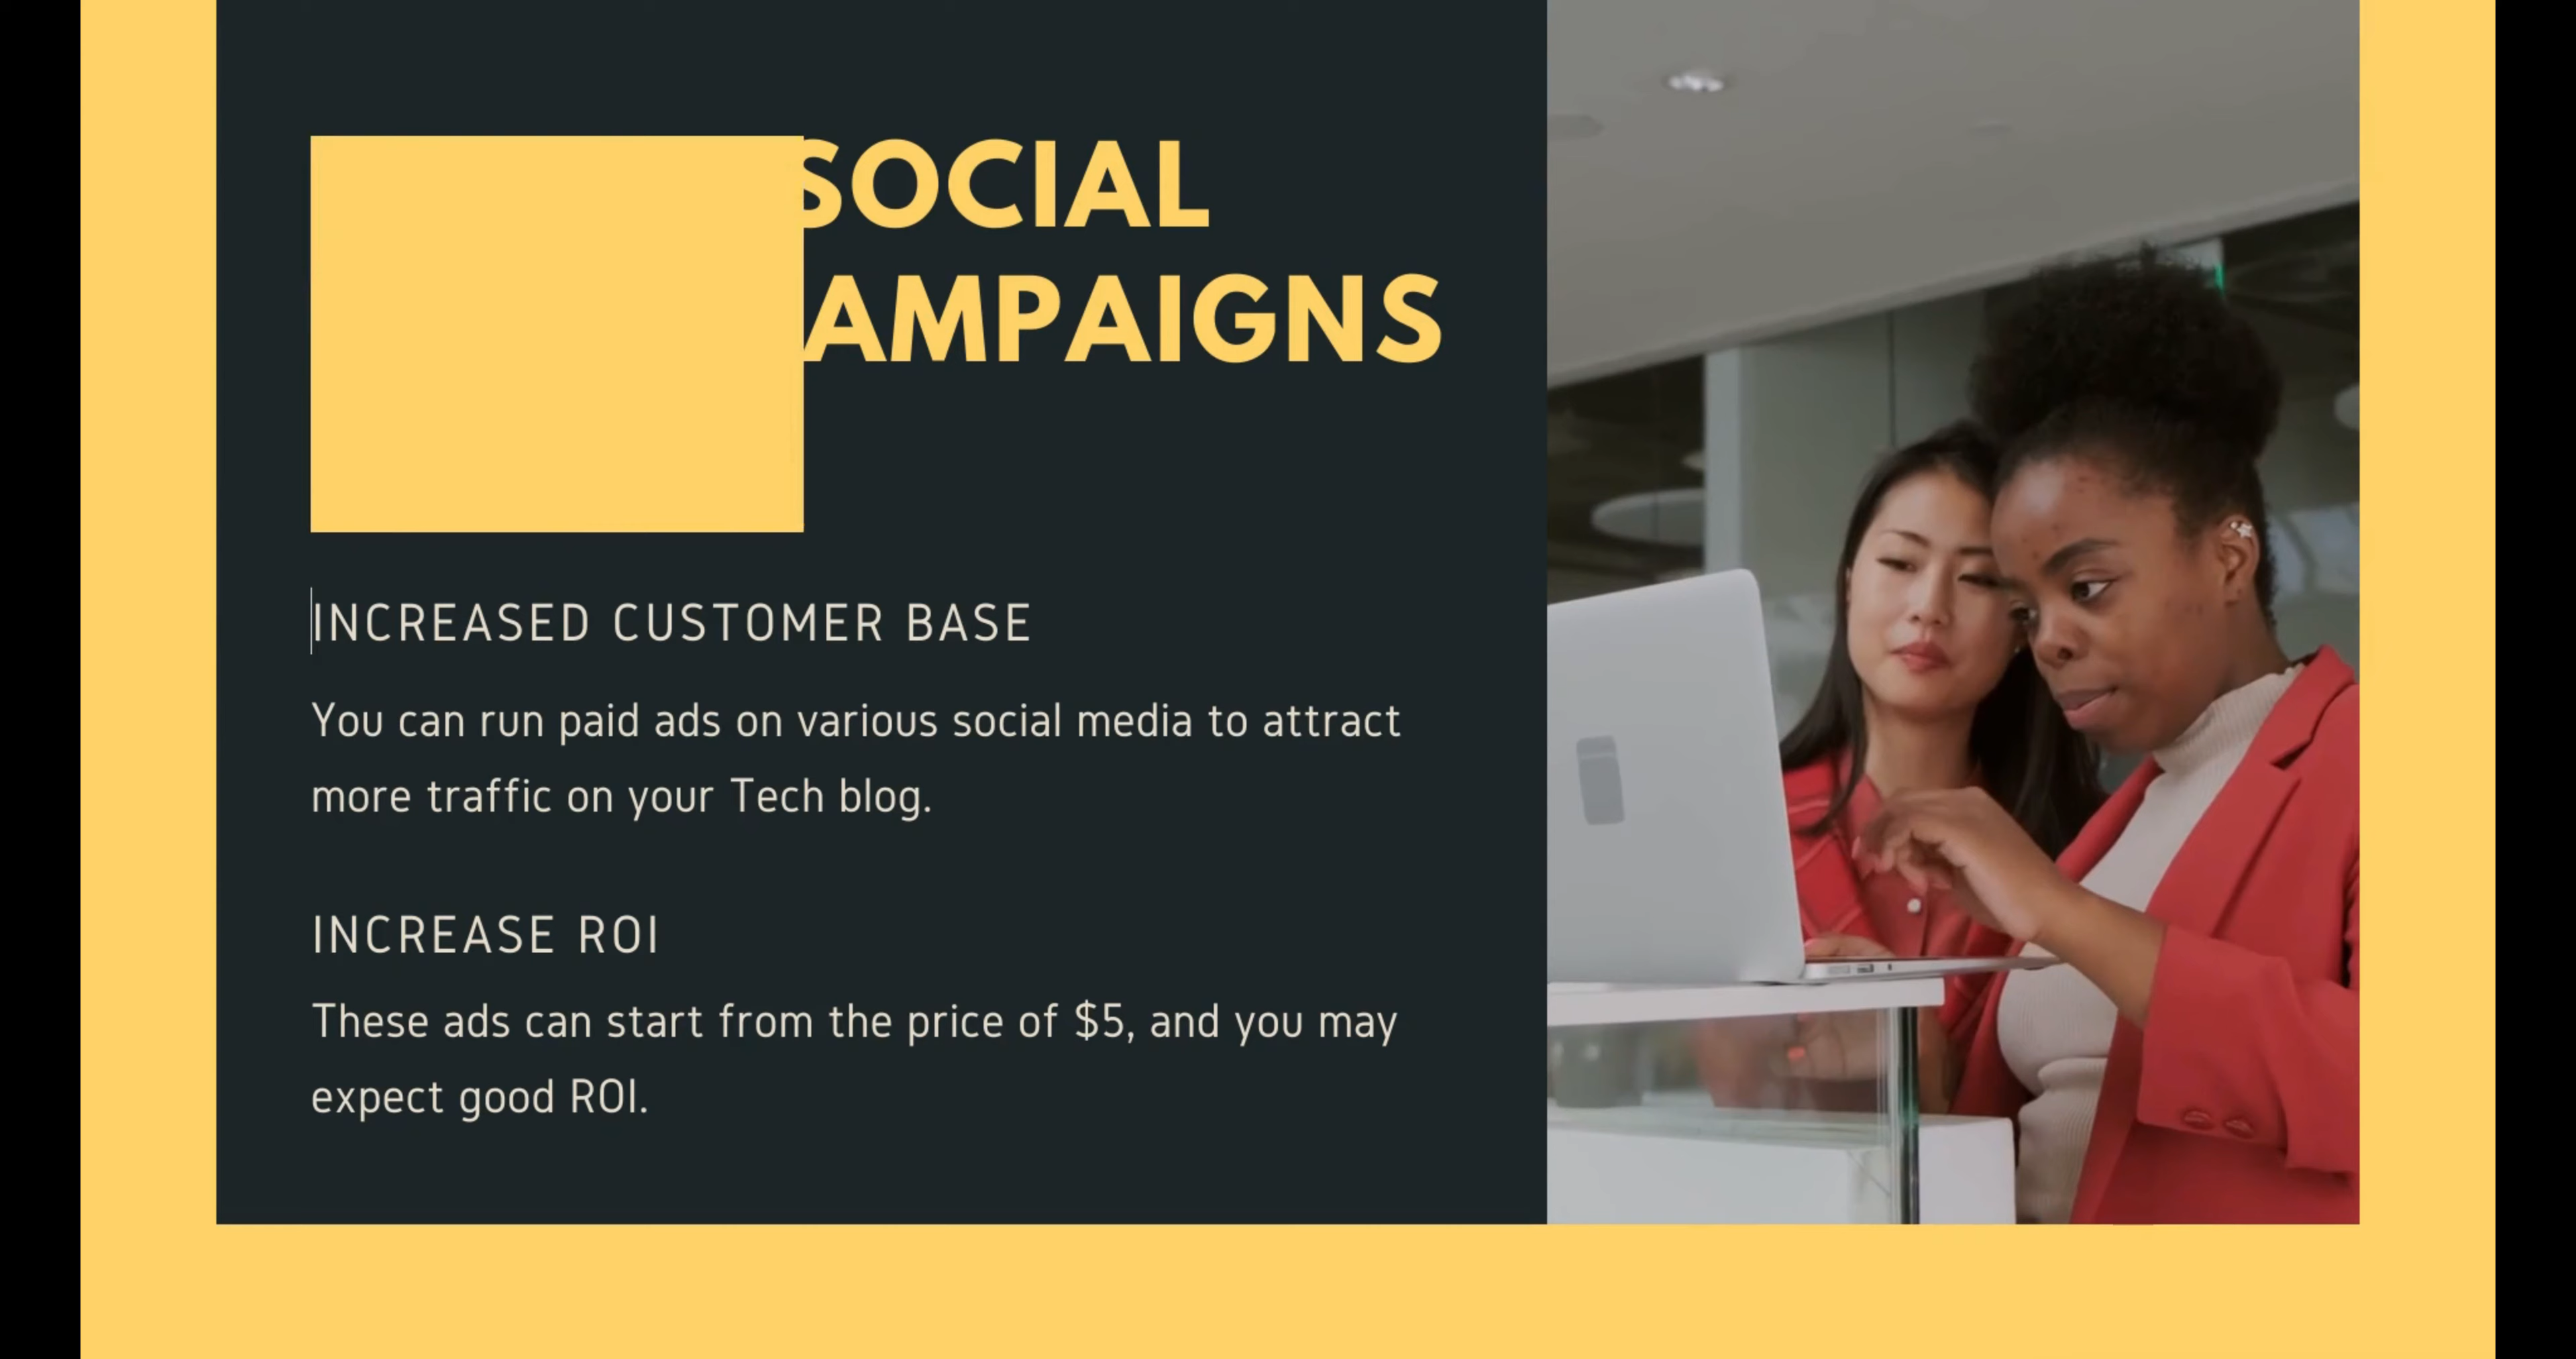 SOCIAL
AMPAIGNS
INCREASED CUSTOMER BASE
You can run paid ads on various social media to attract
more traffic on your Tech blog.
INCREASE ROI
These ads can start from the price of $5, and you may
expect good ROI.